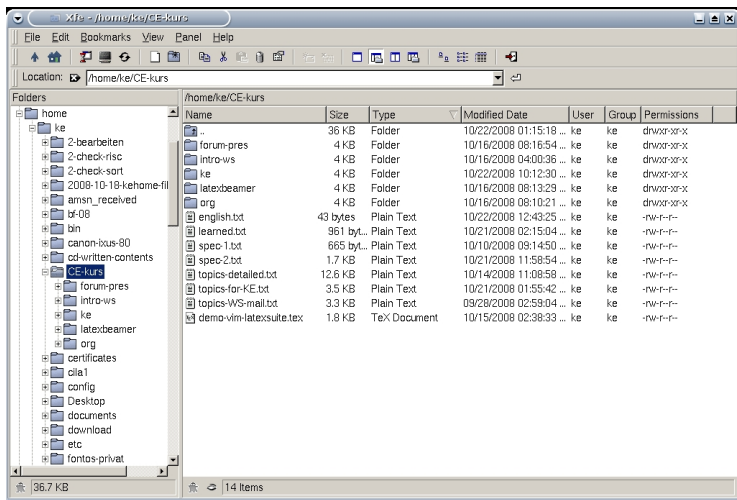 Xfe - /home/ke/CE-kurs
File Edit Bookmarks View Panel Help
Location: /home/ke/CE-kurs
Folders
home
ke
2-bearbeiten
2-check-risc
2-check-sort
2008-10-18-kehome-fil
amsn_received
bf-08
bin
canon-ixus-80
cd-written-contents
CE-kurs
forum-pres
intro-ws
ke
latexbeamer
org
certificates
cila1
config
Desktop
documents
download
etc
fontos-privat
36.7 KB
/home/ke/CE-kurs
Name Size Type Modified Date User Group Permissions
.. 36 KB Folder 10/22/2008 01:15:18 ... ke ke drwxr-xr-x
forum-pres 4 KB Folder 10/16/2008 08:16:54 ... ke ke drwxr-xr-x
intro-ws 4 KB Folder 10/16/2008 04:00:36 ... ke ke drwxr-xr-x
ke 4 KB Folder 10/22/2008 10:12:30 ... ke ke drwxr-xr-x
latexbeamer 4 KB Folder 10/16/2008 08:13:29 ... ke ke drwxr-xr-x
org 4 KB Folder 10/16/2008 08:10:21 ... ke ke drwxr-xr-x
english.txt 43 bytes Plain Text 10/22/2008 12:43:25 ... ke ke -rw-r--r--
learned.txt 961 byt... Plain Text 10/21/2008 02:15:04 ... ke ke -rw-r--r--
spec-1.txt 665 byt... Plain Text 10/10/2008 09:14:50 ... ke ke -rw-r--r--
spec-2.txt 1.7 KB Plain Text 10/21/2008 11:58:54 ... ke ke -rw-r--r--
topics-detailed.txt 12.6 KB Plain Text 10/14/2008 11:08:58 ... ke ke -rw-r--r--
topics-for-KE.txt 3.5 KB Plain Text 10/21/2008 01:55:42 ... ke ke -rw-r--r--
topics-WS-mail.txt 3.3 KB Plain Text 09/28/2008 02:59:04 ... ke ke -rw-r--r--
demo-vim-latexsuite.tex 1.8 KB TeX Document 10/15/2008 02:38:33 ... ke ke -rw-r--r--
14 Items